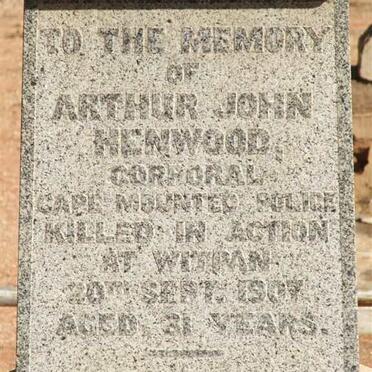 TO THE MEMORY
OF
ARTHUR JOHN
HENWOOD,
CORPORAL
CAPE MOUNTED POLICE
KILLED IN ACTION
AT WITPAN
20TH SEPT. 1907
AGED 31 YEARS.